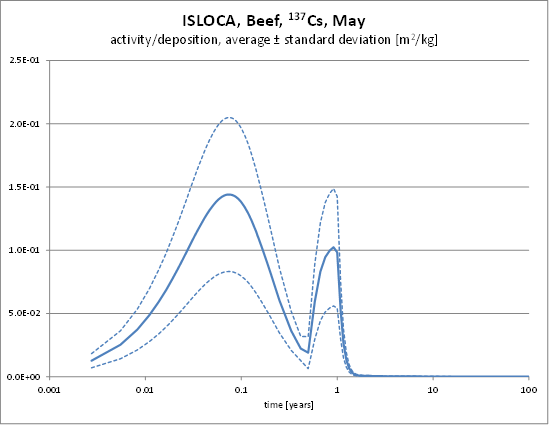 ISLOCA, Beef, ¹³⁷Cs, May
activity/deposition, average ± standard deviation [m²/kg]
2.5E-01
2.0E-01
1.5E-01
1.0E-01
5.0E-02
0.0E+00
0.001 0.01 0.1 1 10 100
time [years]